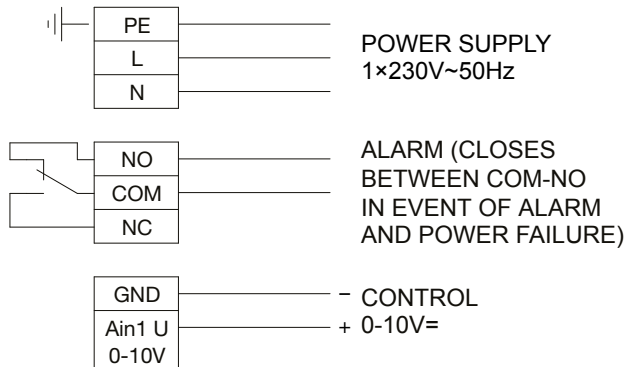 PE
L
N
POWER SUPPLY
1×230V~50Hz
NO
COM
NC
ALARM (CLOSES
BETWEEN COM-NO
IN EVENT OF ALARM
AND POWER FAILURE)
GND
Ain1 U
0-10V
− CONTROL
+ 0-10V=